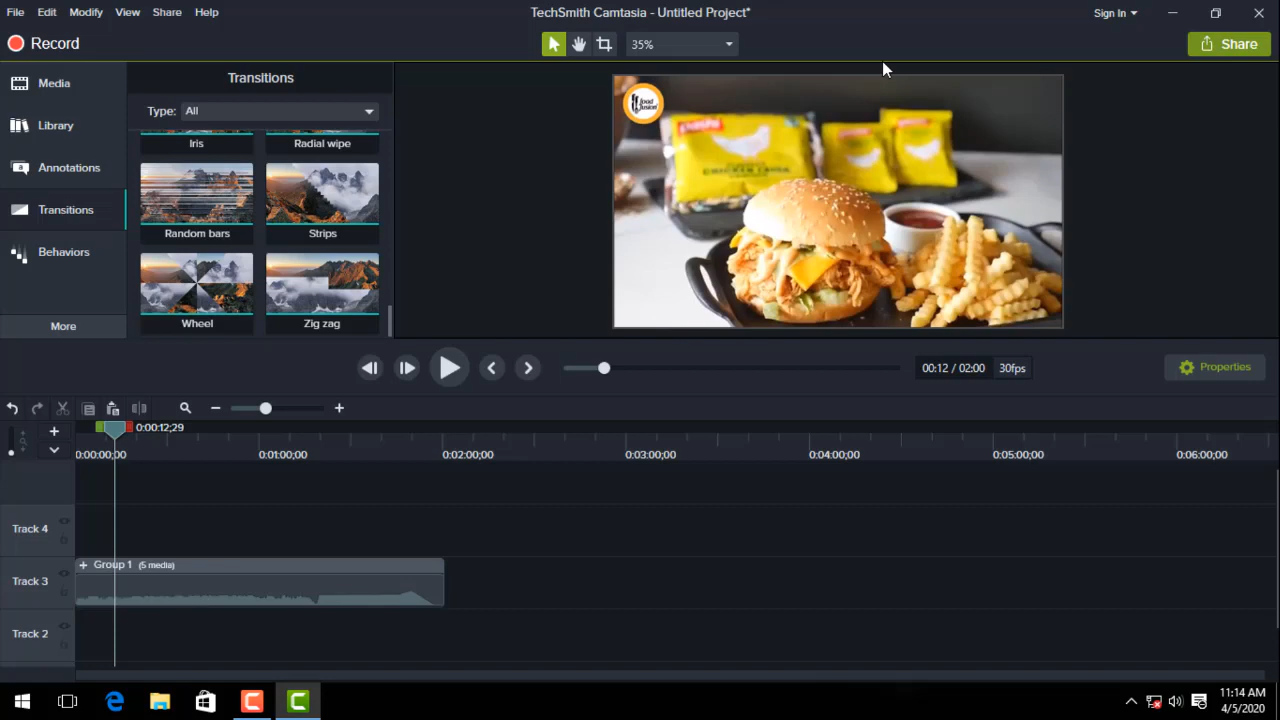 File Edit Modify View Share Help
TechSmith Camtasia - Untitled Project*
Sign In
Record
35%
Share
Media
Library
Annotations
Transitions
Behaviors
More
Transitions
Type: All
Iris
Radial wipe
Random bars
Strips
Wheel
Zig zag
food fusion
00:12 / 02:00 30fps
Properties
0:00:12;29
0:00:00;00 0:01:00;00 0:02:00;00 0:03:00;00 0:04:00;00 0:05:00;00 0:06:00;00
Track 4
Track 3
+ Group 1 (5 media)
Track 2
11:14 AM
4/5/2020